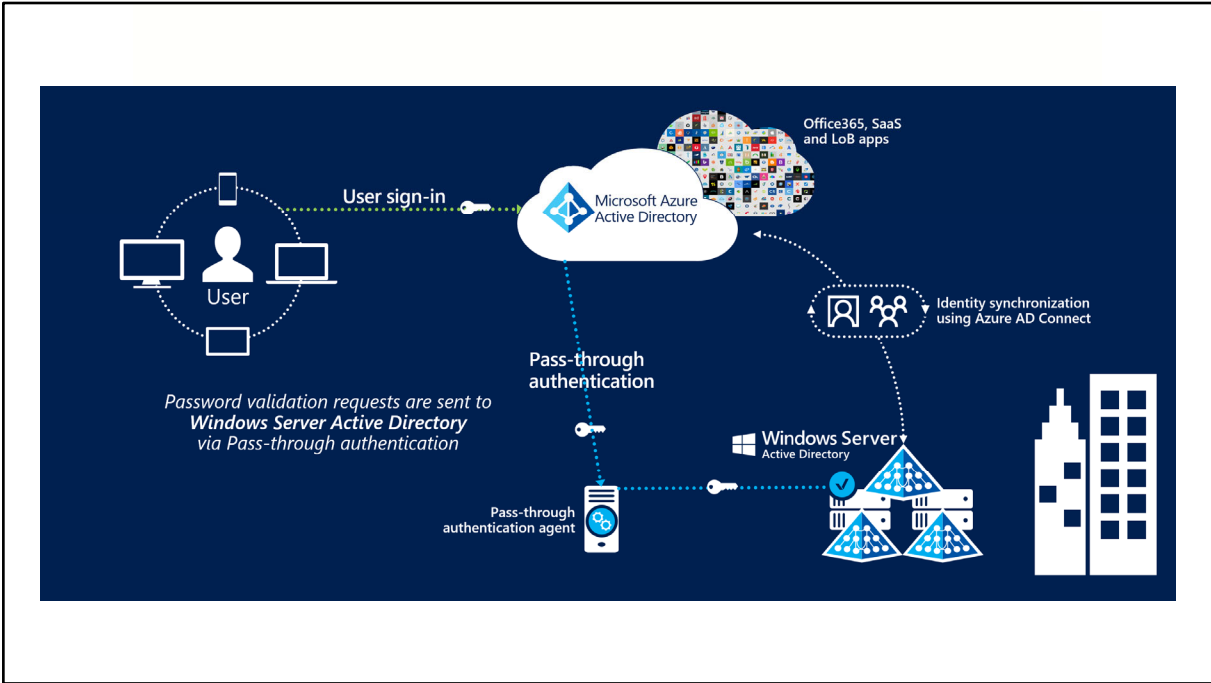 Office365, SaaS
and LoB apps
User sign-in
Microsoft Azure
Active Directory
User
Identity synchronization
using Azure AD Connect
Pass-through
authentication
Password validation requests are sent to
Windows Server Active Directory
via Pass-through authentication
Windows Server
Active Directory
Pass-through
authentication agent